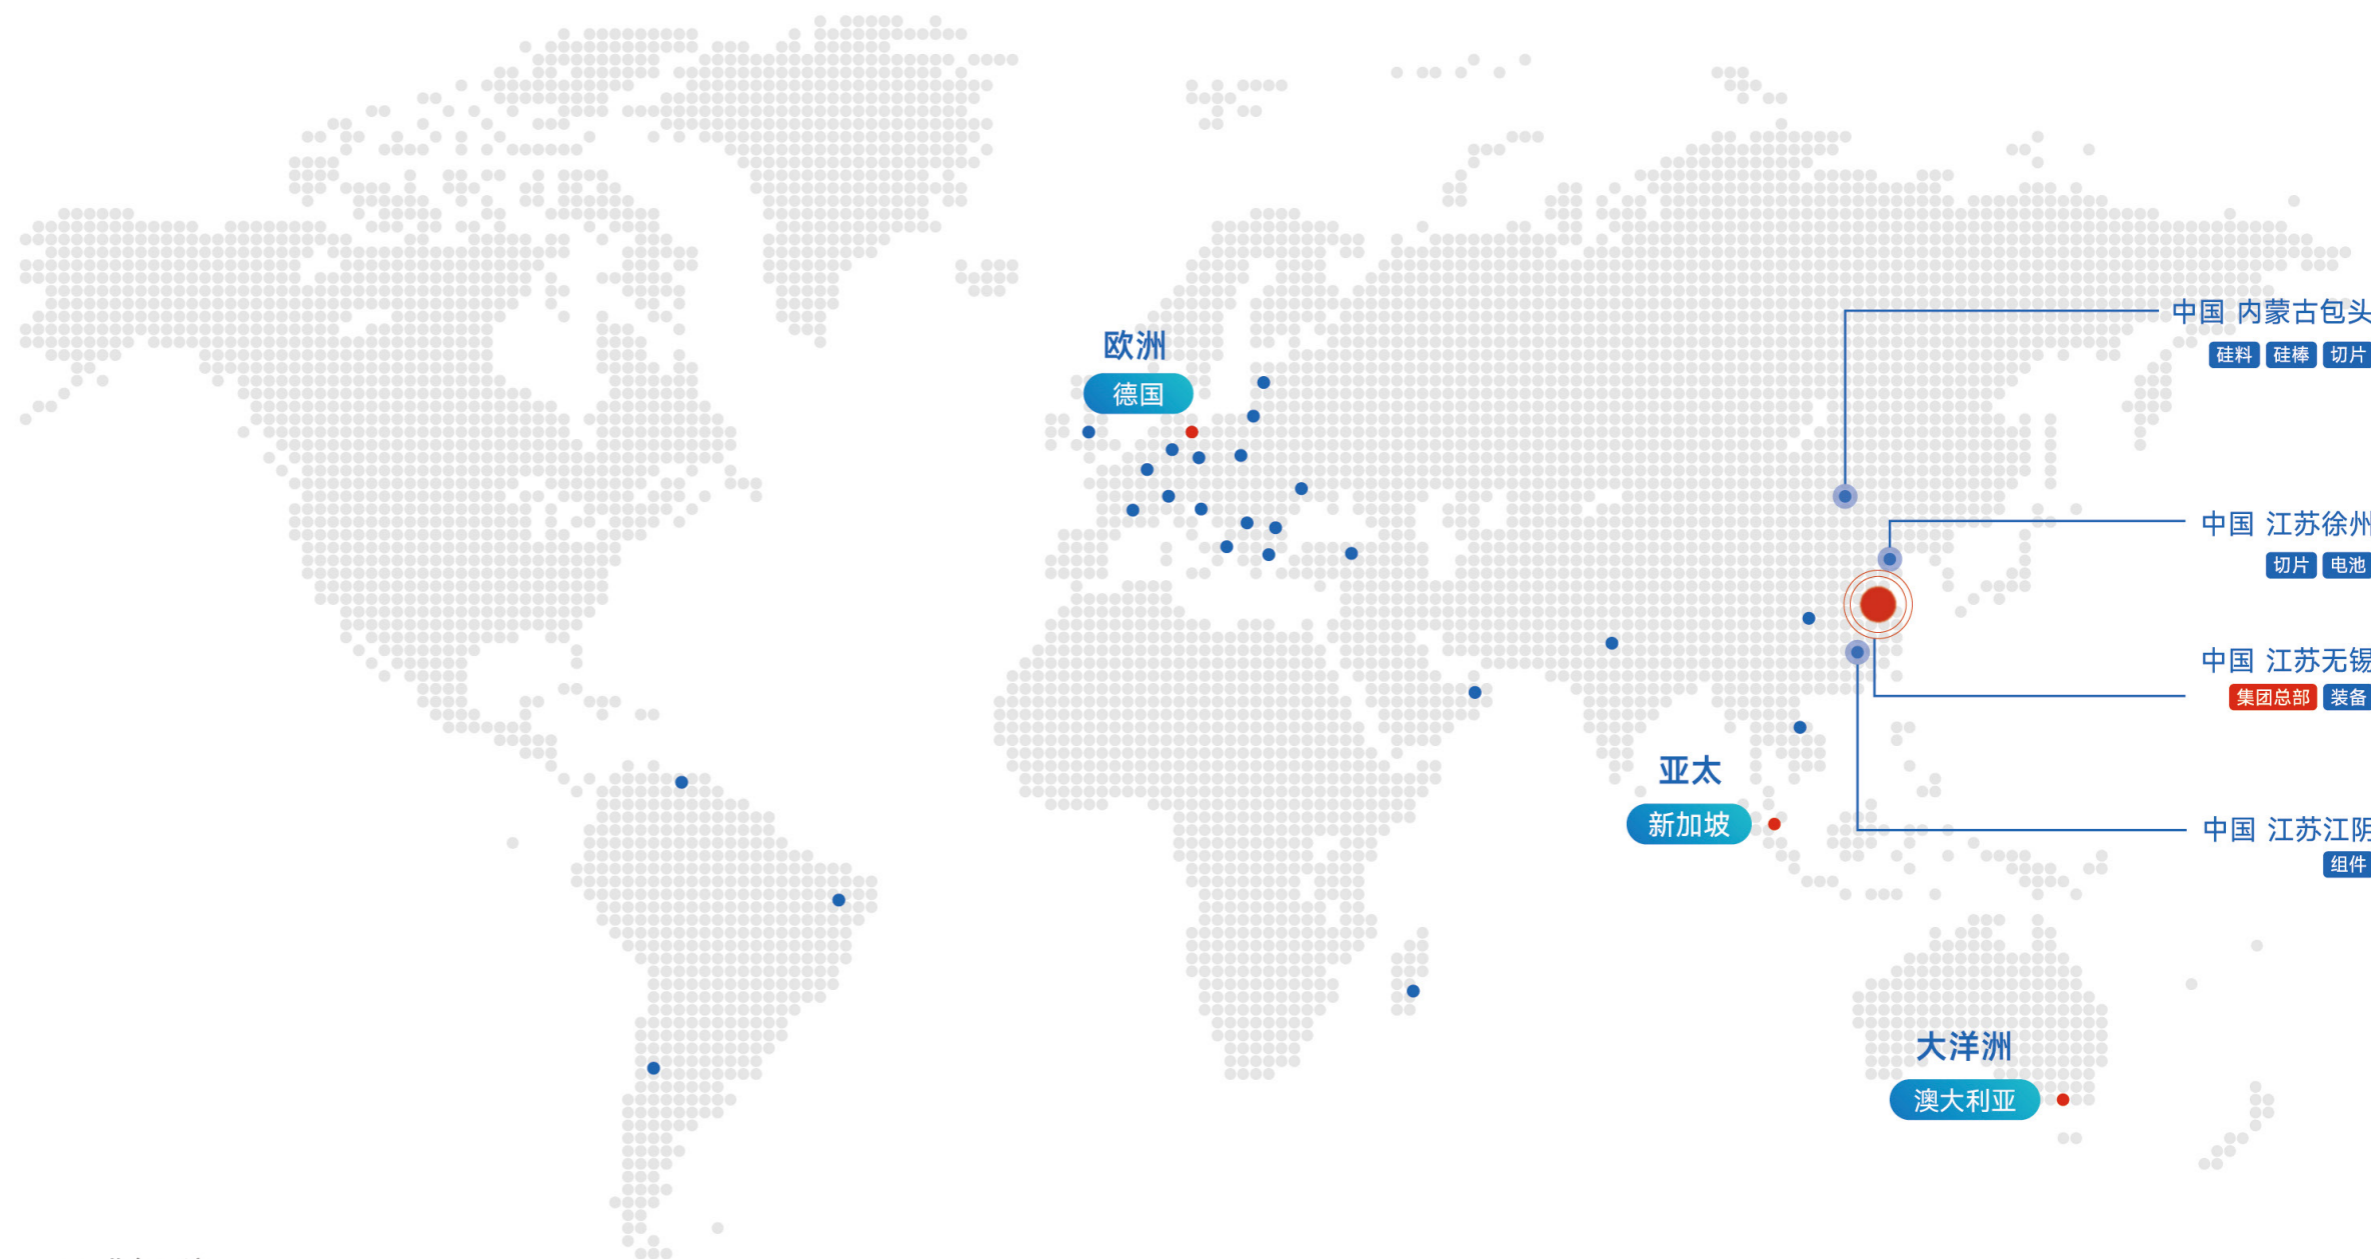 中国 内蒙古包头
硅料 硅棒 切片
欧洲
德国
中国 江苏徐州
切片 电池
中国 江苏无锡
集团总部 装备
亚太
新加坡
中国 江苏江阴
组件
大洋洲
澳大利亚